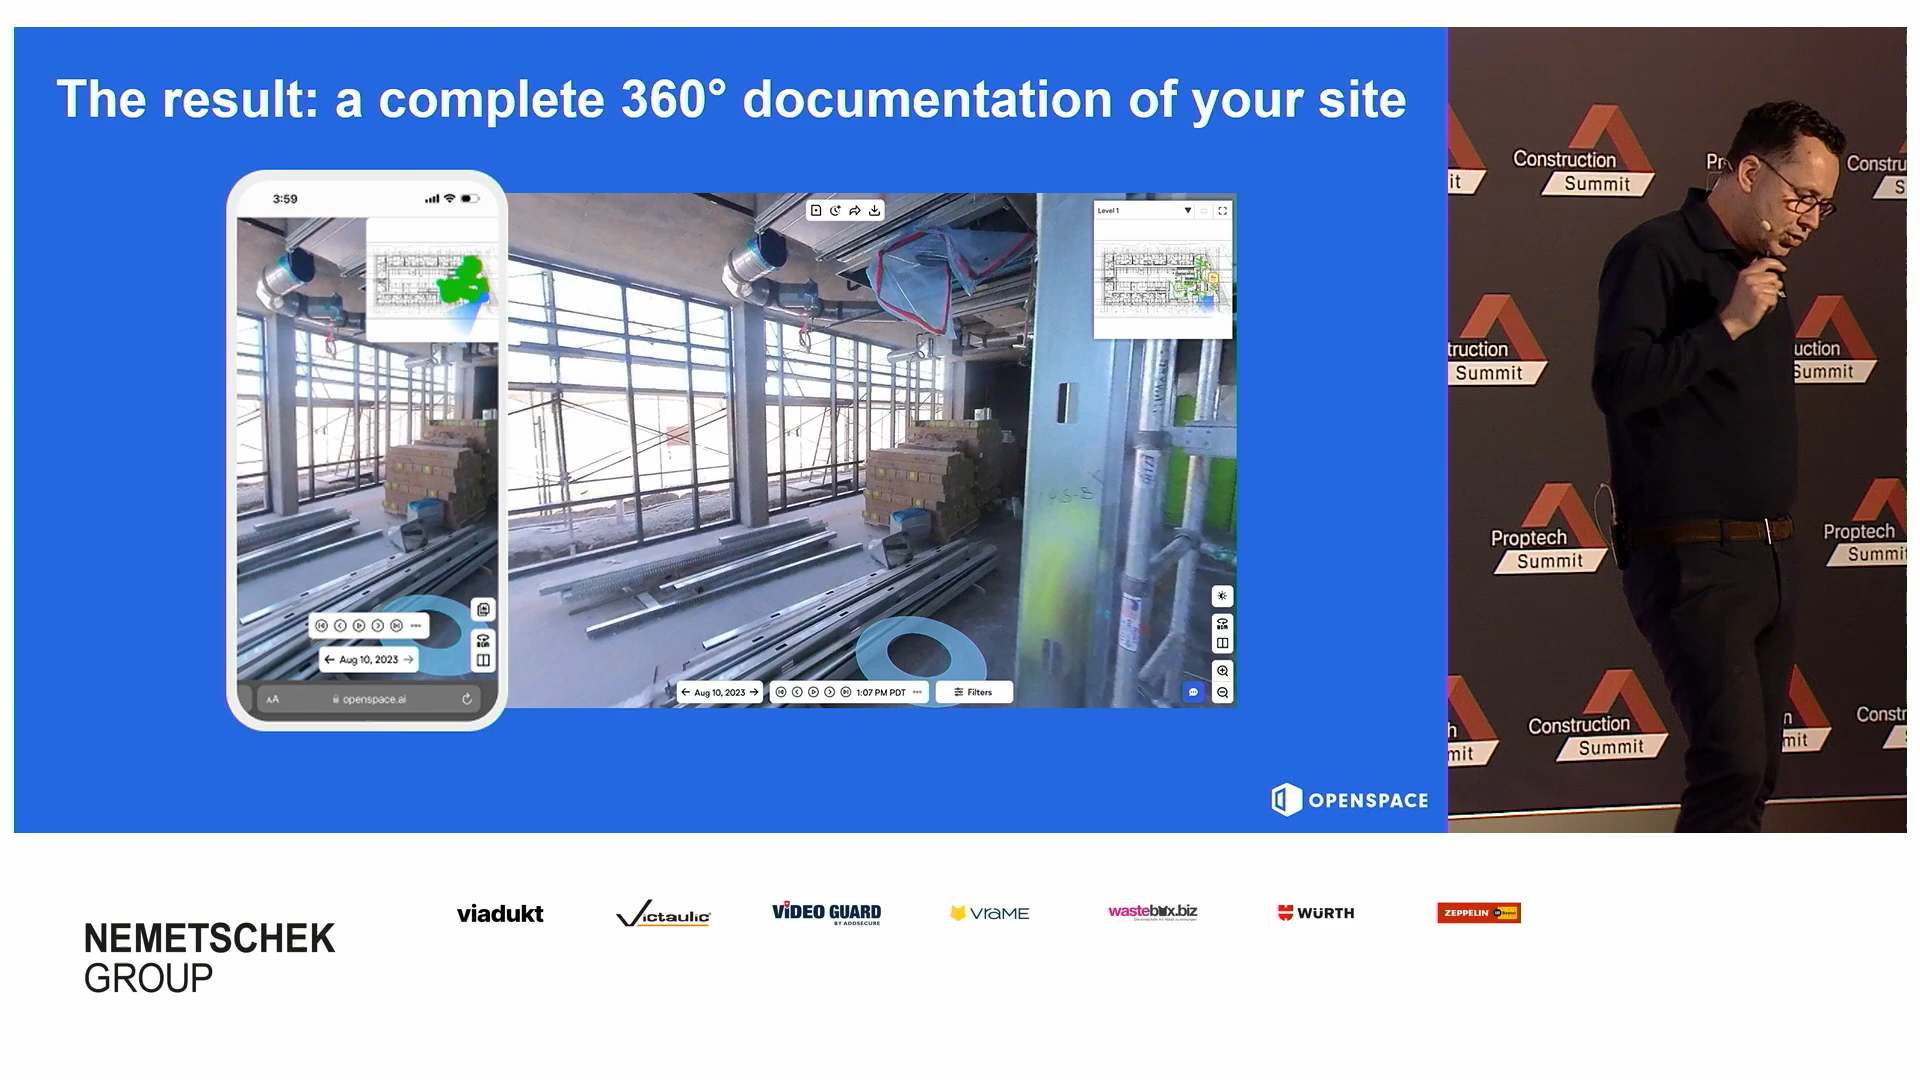 The result: a complete 360° documentation of your site
3:59
Aug 10, 2023
AA
openspace.ai
Level 1
Aug 10, 2023
1:07 PM PDT
Filters
OPENSPACE
Construction
Summit
Proptech
Summit
Construction
Summit
Summit
Summit
Proptech
Summit
NEMETSCHEK
GROUP
viadukt
Victaulic
VIDEO GUARD
BY ADDSECURE
VRAME
wastebox.biz
WÜRTH
ZEPPELIN